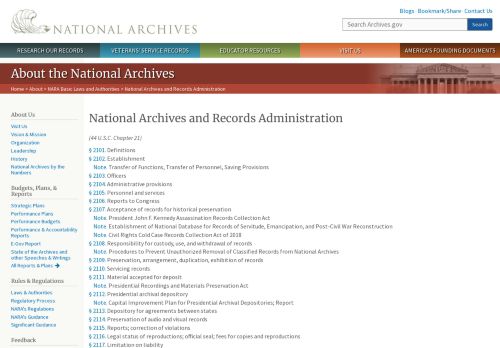 NATIONAL ARCHIVES
Blogs · Bookmark/Share · Contact Us
Search Archives.gov
Search
RESEARCH OUR RECORDS
VETERANS' SERVICE RECORDS
EDUCATOR RESOURCES
VISIT US
AMERICA'S FOUNDING DOCUMENTS
About the National Archives
Home > About > NARA Basic Laws and Authorities > National Archives and Records Administration
About Us
Visit Us
Vision & Mission
Organization
Leadership
History
National Archives by the
Numbers
Budgets, Plans, &
Reports
Strategic Plans
Performance Plans
Performance Budgets
Performance & Accountability
Reports
E-Gov Report
State of the Archives and
other Speeches & Writings
All Reports & Plans →
Rules & Regulations
Laws & Authorities
Regulatory Process
NARA's Regulations
NARA's Guidance
Significant Guidance
Feedback
National Archives and Records Administration
(44 U.S.C. Chapter 21)
§ 2101. Definitions
§ 2102. Establishment
Note. Transfer of Functions, Transfer of Personnel, Saving Provisions
§ 2103. Officers
§ 2104. Administrative provisions
§ 2105. Personnel and services
§ 2106. Reports to Congress
§ 2107. Acceptance of records for historical preservation
Note. President John F. Kennedy Assassination Records Collection Act
Note. Establishment of National Database for Records of Servitude, Emancipation, and Post-Civil War Reconstruction
Note. Civil Rights Cold Case Records Collection Act of 2018
§ 2108. Responsibility for custody, use, and withdrawal of records
Note. Procedures to Prevent Unauthorized Removal of Classified Records from National Archives
§ 2109. Preservation, arrangement, duplication, exhibition of records
§ 2110. Servicing records
§ 2111. Material accepted for deposit
Note. Presidential Recordings and Materials Preservation Act
§ 2112. Presidential archival depository
Note. Capital Improvement Plan for Presidential Archival Depositories; Report
§ 2113. Depository for agreements between states
§ 2114. Preservation of audio and visual records
§ 2115. Reports; correction of violations
§ 2116. Legal status of reproductions; official seal; fees for copies and reproductions
§ 2117. Limitation on liability